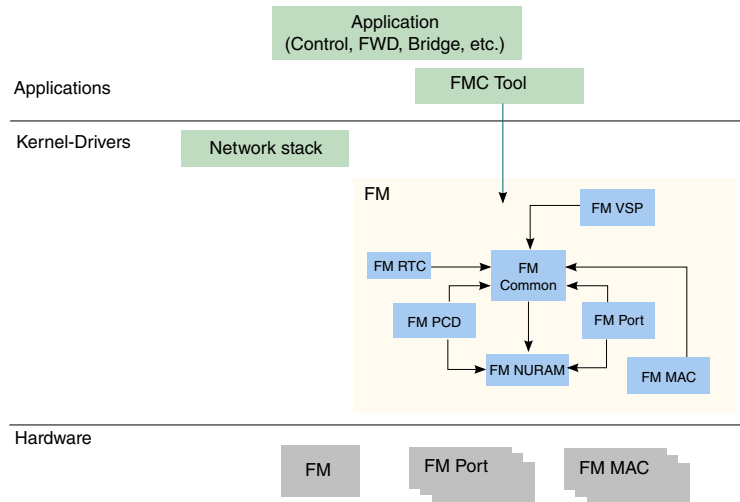 Application
(Control, FWD, Bridge, etc.)
Applications
FMC Tool
Kernel-Drivers
Network stack
FM
FM VSP
FM RTC
FM
Common
FM PCD
FM Port
FM NURAM
FM MAC
Hardware
FM
FM Port
FM MAC